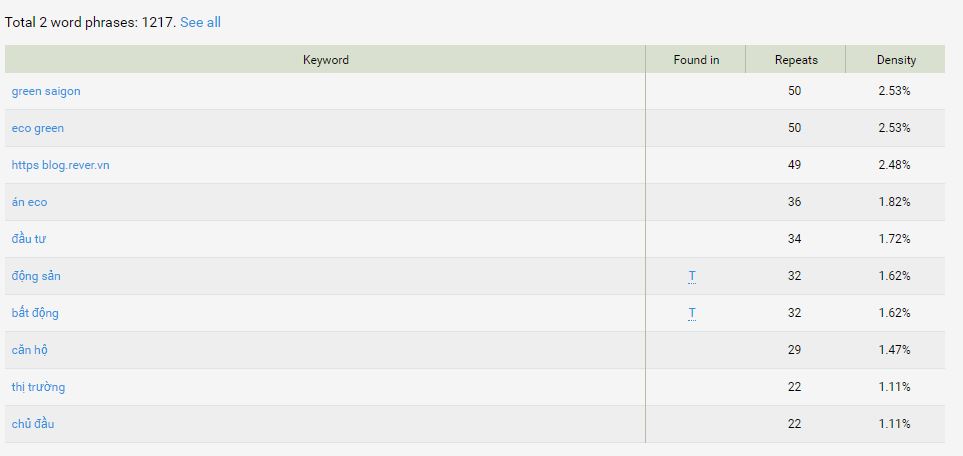 Total 2 word phrases: 1217. See all
Keyword Found in Repeats Density
green saigon 50 2.53%
eco green 50 2.53%
https blog.rever.vn 49 2.48%
án eco 36 1.82%
đầu tư 34 1.72%
động sản T 32 1.62%
bất động T 32 1.62%
căn hộ 29 1.47%
thị trường 22 1.11%
chủ đầu 22 1.11%